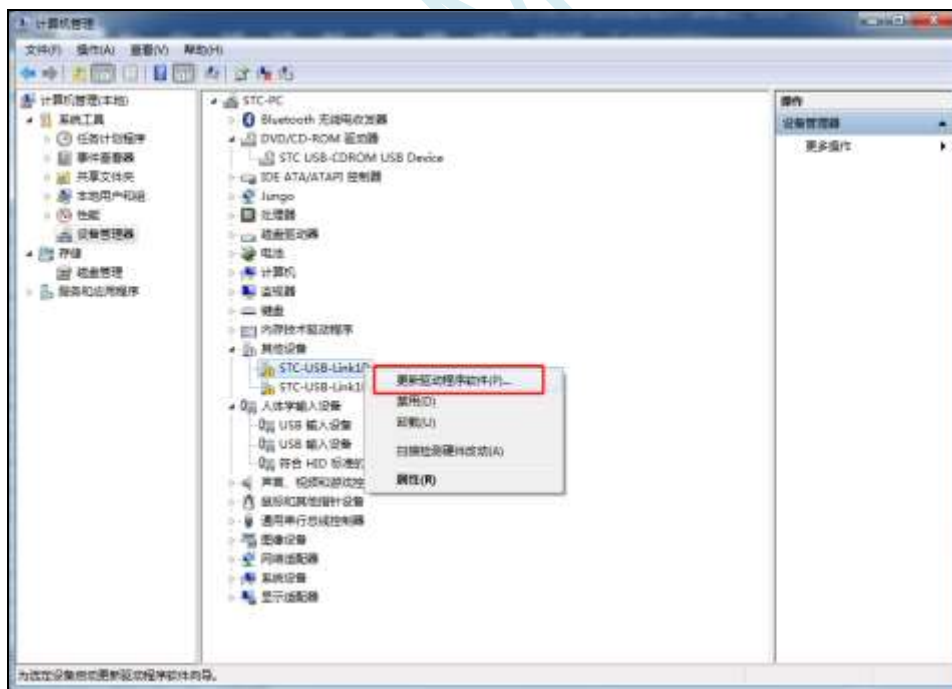 计算机管理
文件(F) 操作(A) 查看(V) 帮助(H)
计算机管理(本地)
系统工具
任务计划程序
事件查看器
共享文件夹
本地用户和组
性能
设备管理器
存储
磁盘管理
服务和应用程序
STC-PC
Bluetooth 无线电收发器
DVD/CD-ROM 驱动器
STC USB-CDROM USB Device
IDE ATA/ATAPI 控制器
Jungo
处理器
磁盘驱动器
电池
计算机
监视器
键盘
内存技术驱动程序
其他设备
STC-USB-Link1
STC-USB-Link1
人体学输入设备
USB 输入设备
USB 输入设备
符合 HID 标准的
声音、视频和游戏控
鼠标和其他指针设备
通用串行总线控制器
图像设备
网络适配器
系统设备
显示适配器
更新驱动程序软件(P)...
禁用(D)
卸载(U)
扫描检测硬件改动(A)
属性(R)
操作
设备管理器
更多操作
为选定设备启动更新驱动程序软件向导。